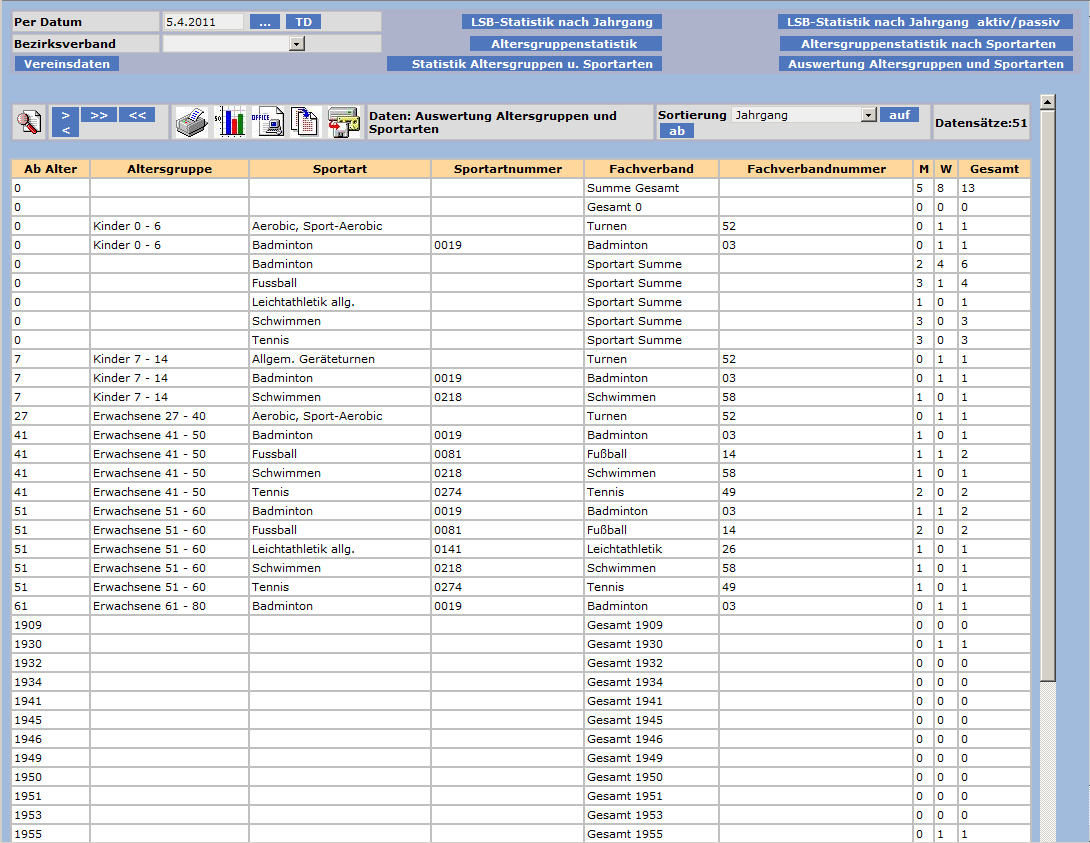 Per Datum 5.4.2011 ... TD LSB-Statistik nach Jahrgang LSB-Statistik nach Jahrgang aktiv/passiv
Bezirksverband Altersgruppenstatistik Altersgruppenstatistik nach Sportarten
Vereinsdaten Statistik Altersgruppen u. Sportarten Auswertung Altersgruppen und Sportarten
> >> << 50 OFFICE Daten: Auswertung Altersgruppen und Sortierung Jahrgang auf Datensätze:51
< Sportarten ab
Ab Alter Altersgruppe Sportart Sportartnummer Fachverband Fachverbandnummer M W Gesamt
0 Summe Gesamt 5 8 13
0 Gesamt 0 0 0 0
0 Kinder 0 - 6 Aerobic, Sport-Aerobic Turnen 52 0 1 1
0 Kinder 0 - 6 Badminton 0019 Badminton 03 0 1 1
0 Badminton Sportart Summe 2 4 6
0 Fussball Sportart Summe 3 1 4
0 Leichtathletik allg. Sportart Summe 1 0 1
0 Schwimmen Sportart Summe 3 0 3
0 Tennis Sportart Summe 3 0 3
7 Kinder 7 - 14 Allgem. Geräteturnen Turnen 52 0 1 1
7 Kinder 7 - 14 Badminton 0019 Badminton 03 0 1 1
7 Kinder 7 - 14 Schwimmen 0218 Schwimmen 58 1 0 1
27 Erwachsene 27 - 40 Aerobic, Sport-Aerobic Turnen 52 0 1 1
41 Erwachsene 41 - 50 Badminton 0019 Badminton 03 1 0 1
41 Erwachsene 41 - 50 Fussball 0081 Fußball 14 1 1 2
41 Erwachsene 41 - 50 Schwimmen 0218 Schwimmen 58 1 0 1
41 Erwachsene 41 - 50 Tennis 0274 Tennis 49 2 0 2
51 Erwachsene 51 - 60 Badminton 0019 Badminton 03 1 1 2
51 Erwachsene 51 - 60 Fussball 0081 Fußball 14 2 0 2
51 Erwachsene 51 - 60 Leichtathletik allg. 0141 Leichtathletik 26 1 0 1
51 Erwachsene 51 - 60 Schwimmen 0218 Schwimmen 58 1 0 1
51 Erwachsene 51 - 60 Tennis 0274 Tennis 49 1 0 1
61 Erwachsene 61 - 80 Badminton 0019 Badminton 03 0 1 1
1909 Gesamt 1909 0 0 0
1930 Gesamt 1930 0 1 1
1932 Gesamt 1932 0 0 0
1934 Gesamt 1934 0 0 0
1941 Gesamt 1941 0 0 0
1945 Gesamt 1945 0 0 0
1946 Gesamt 1946 0 0 0
1949 Gesamt 1949 0 0 0
1950 Gesamt 1950 0 0 0
1951 Gesamt 1951 0 0 0
1953 Gesamt 1953 0 0 0
1955 Gesamt 1955 0 1 1